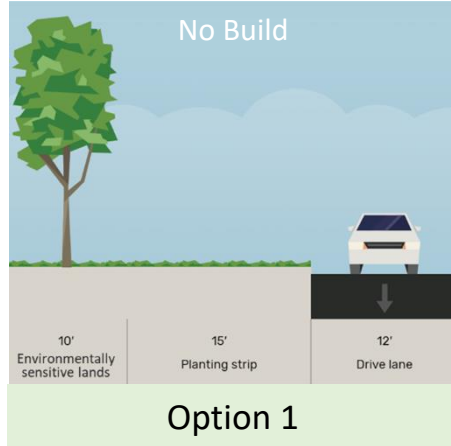 No Build
10'
Environmentally
sensitive lands
15'
Planting strip
12'
Drive lane
Option 1